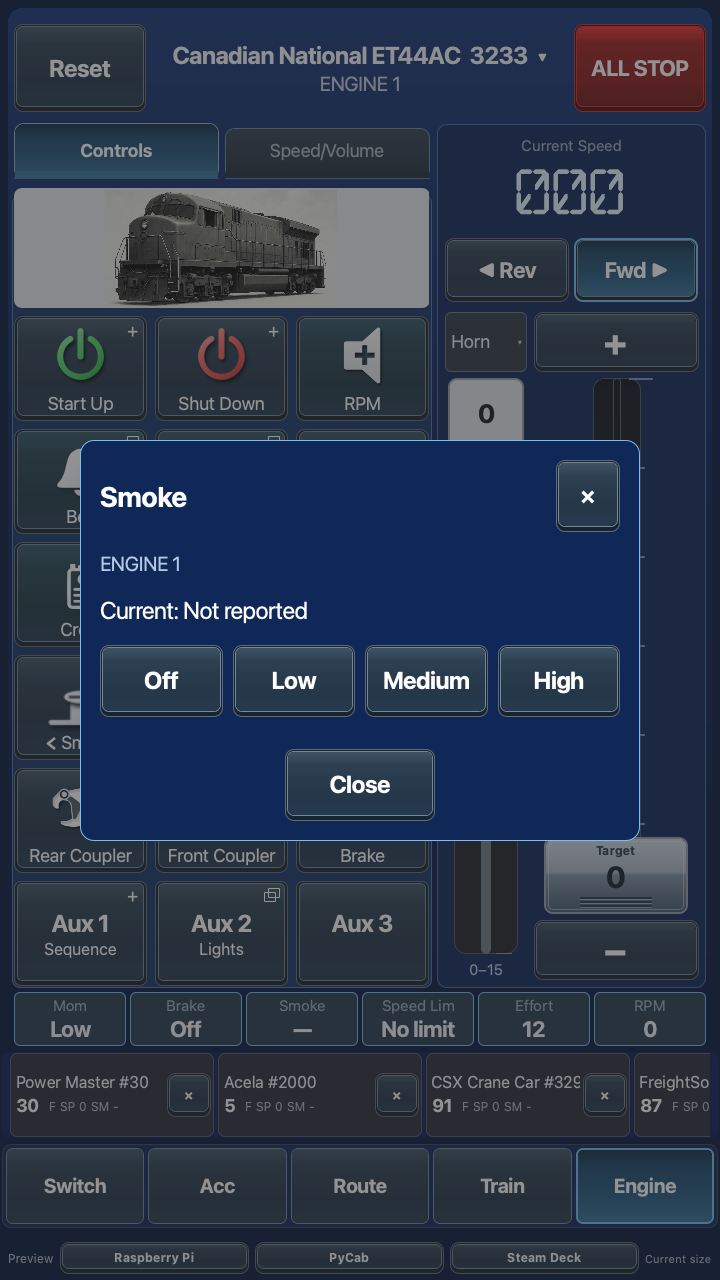 Reset
Canadian National ET44AC 3233 ▼
ENGINE 1
ALL STOP
Controls
Speed/Volume
Current Speed
000
◀ Rev
Fwd ▶
Start Up
Shut Down
RPM
Horn
+
0
Smoke
×
ENGINE 1
Current: Not reported
Off
Low
Medium
High
Close
Rear Coupler
Front Coupler
Brake
Target
0
Aux 1
Sequence
Aux 2
Lights
Aux 3
0–15
–
Mom
Low
Brake
Off
Smoke
—
Speed Lim
No limit
Effort
12
RPM
0
Power Master #30
30 F SP 0 SM -
×
Acela #2000
5 F SP 0 SM -
×
CSX Crane Car #329
91 F SP 0 SM -
×
FreightSo
87 F SP 0
Switch
Acc
Route
Train
Engine
Preview
Raspberry Pi
PyCab
Steam Deck
Current size